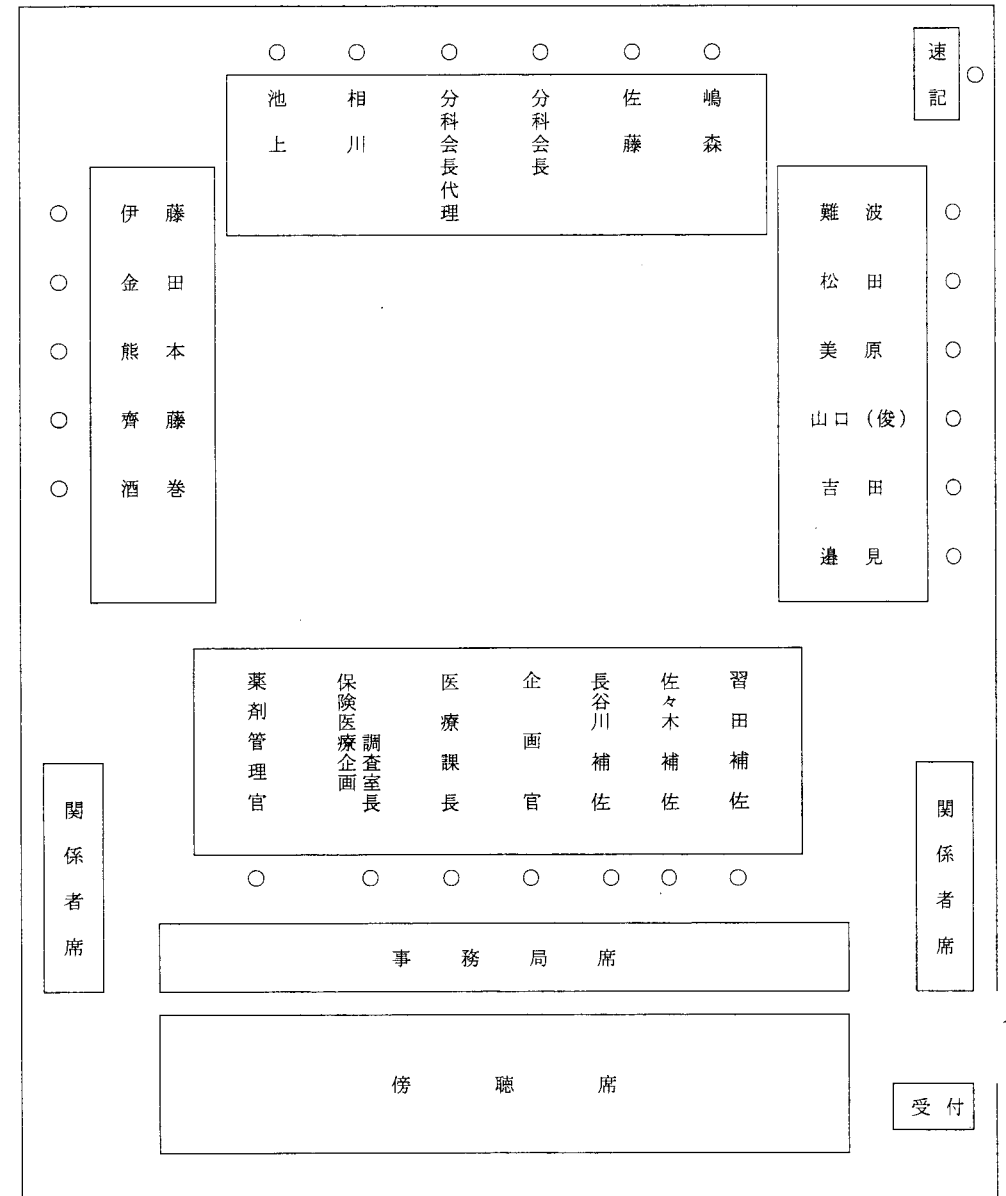 速記
池上
相川
分科会長代理
分科会長
佐藤
嶋森
伊藤
金田
熊本
齊藤
酒巻
難波
松田
美原
山口(俊)
吉田
邉見
薬剤管理官
保険医療企画
調査室長
医療課長
企画官
長谷川補佐
佐々木補佐
習田補佐
関係者席
関係者席
事務局席
傍聴席
受付